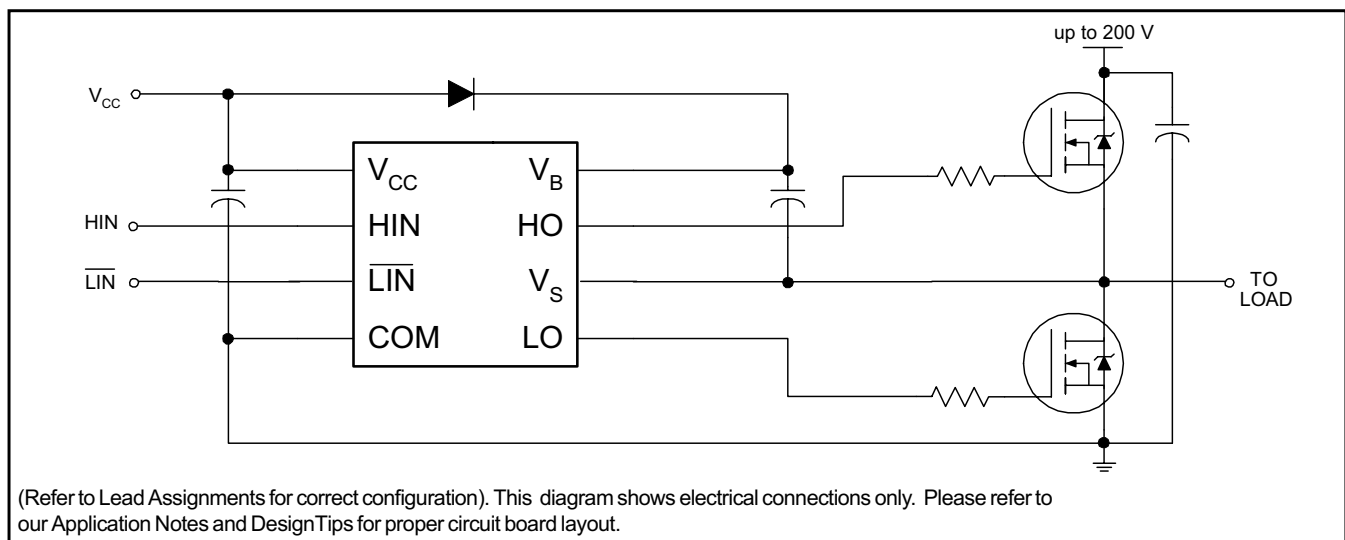 up to 200 V
V_CC
V_CC V_B
HIN HIN HO
L̅I̅N̅ L̅I̅N̅ V_S TO
LOAD
COM LO
(Refer to Lead Assignments for correct configuration). This diagram shows electrical connections only. Please refer to
our Application Notes and DesignTips for proper circuit board layout.